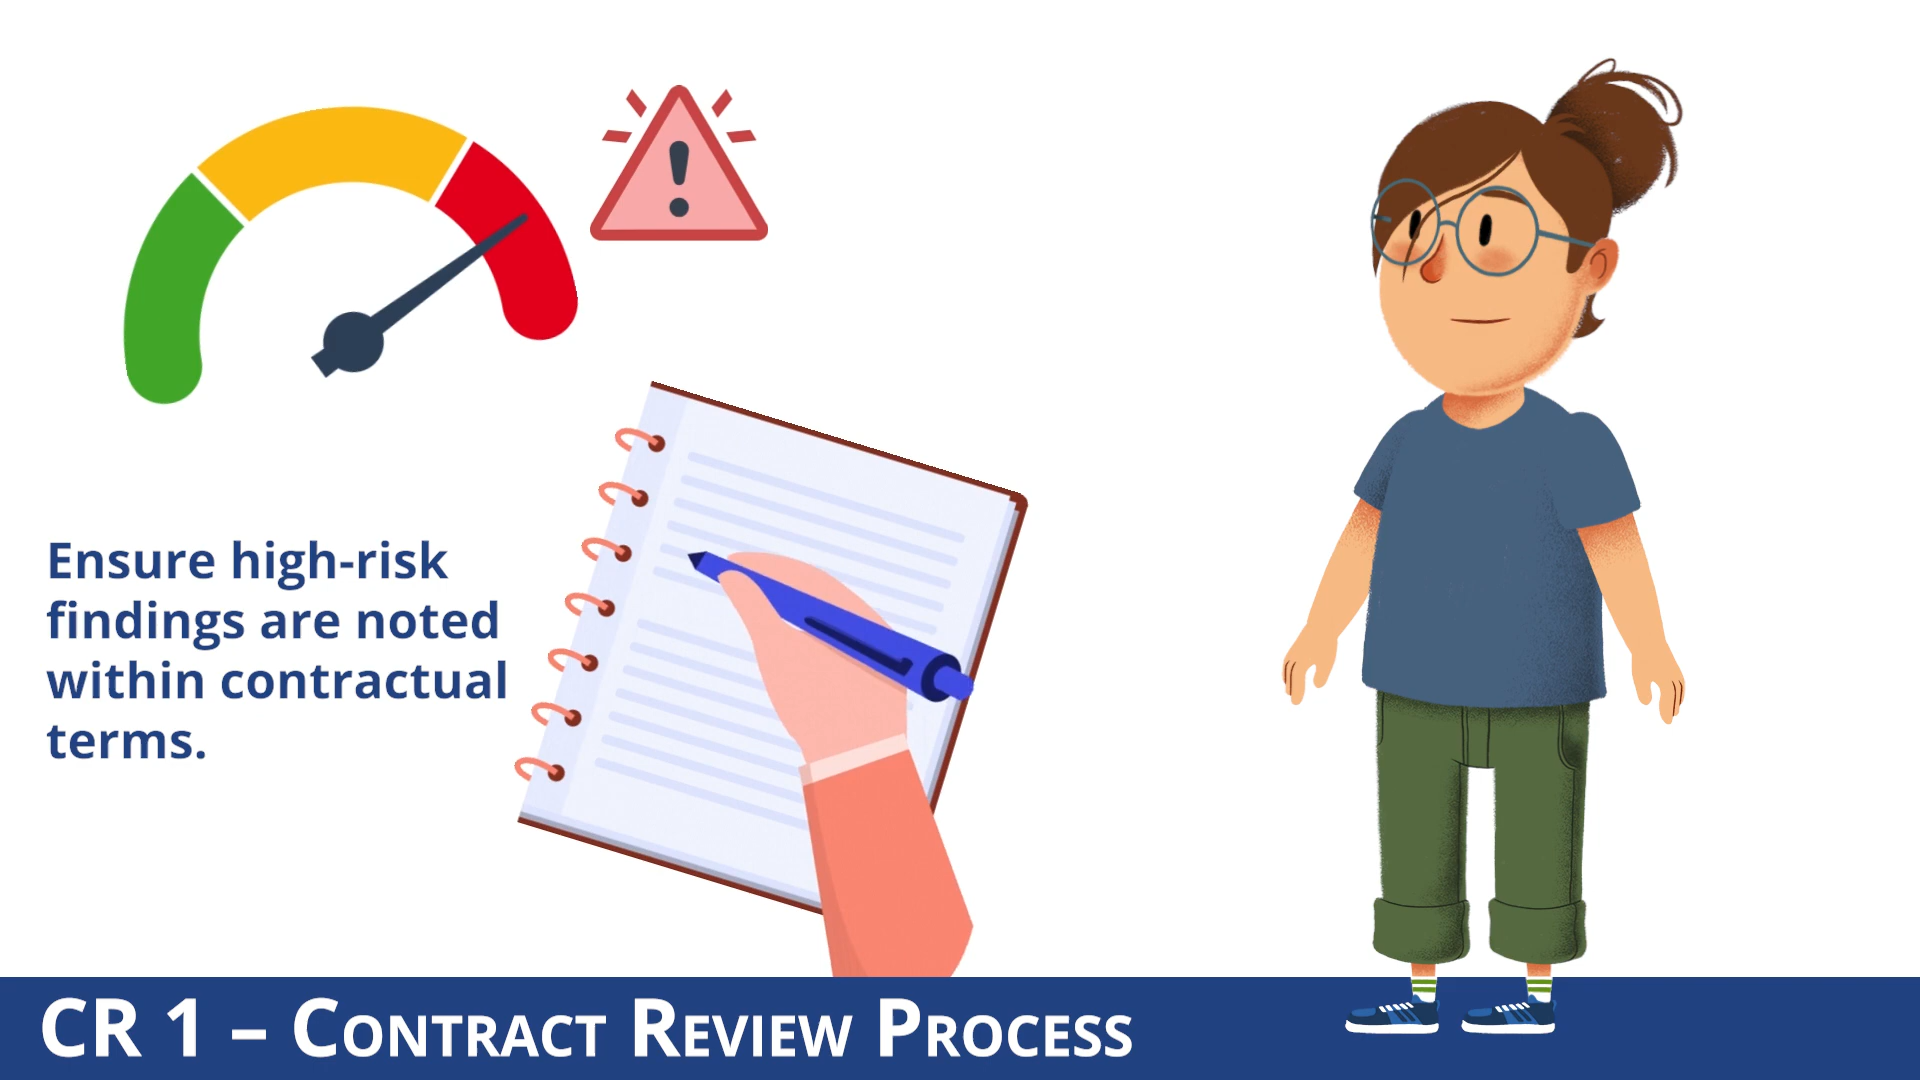 Ensure high-risk
findings are noted
within contractual
terms.
CR 1 – Contract Review Process